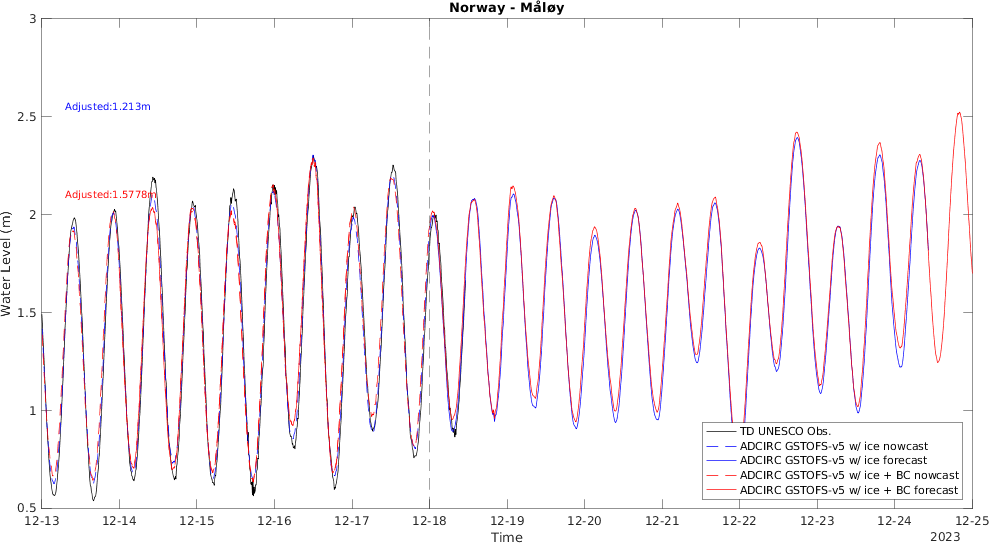 Norway - Måløy
3
2.5
2
1.5
1
0.5
Water Level (m)
Adjusted:1.213m
Adjusted:1.5778m
TD UNESCO Obs.
ADCIRC GSTOFS-v5 w/ ice nowcast
ADCIRC GSTOFS-v5 w/ ice forecast
ADCIRC GSTOFS-v5 w/ ice + BC nowcast
ADCIRC GSTOFS-v5 w/ ice + BC forecast
12-13 12-14 12-15 12-16 12-17 12-18 12-19 12-20 12-21 12-22 12-23 12-24 12-25
Time
2023